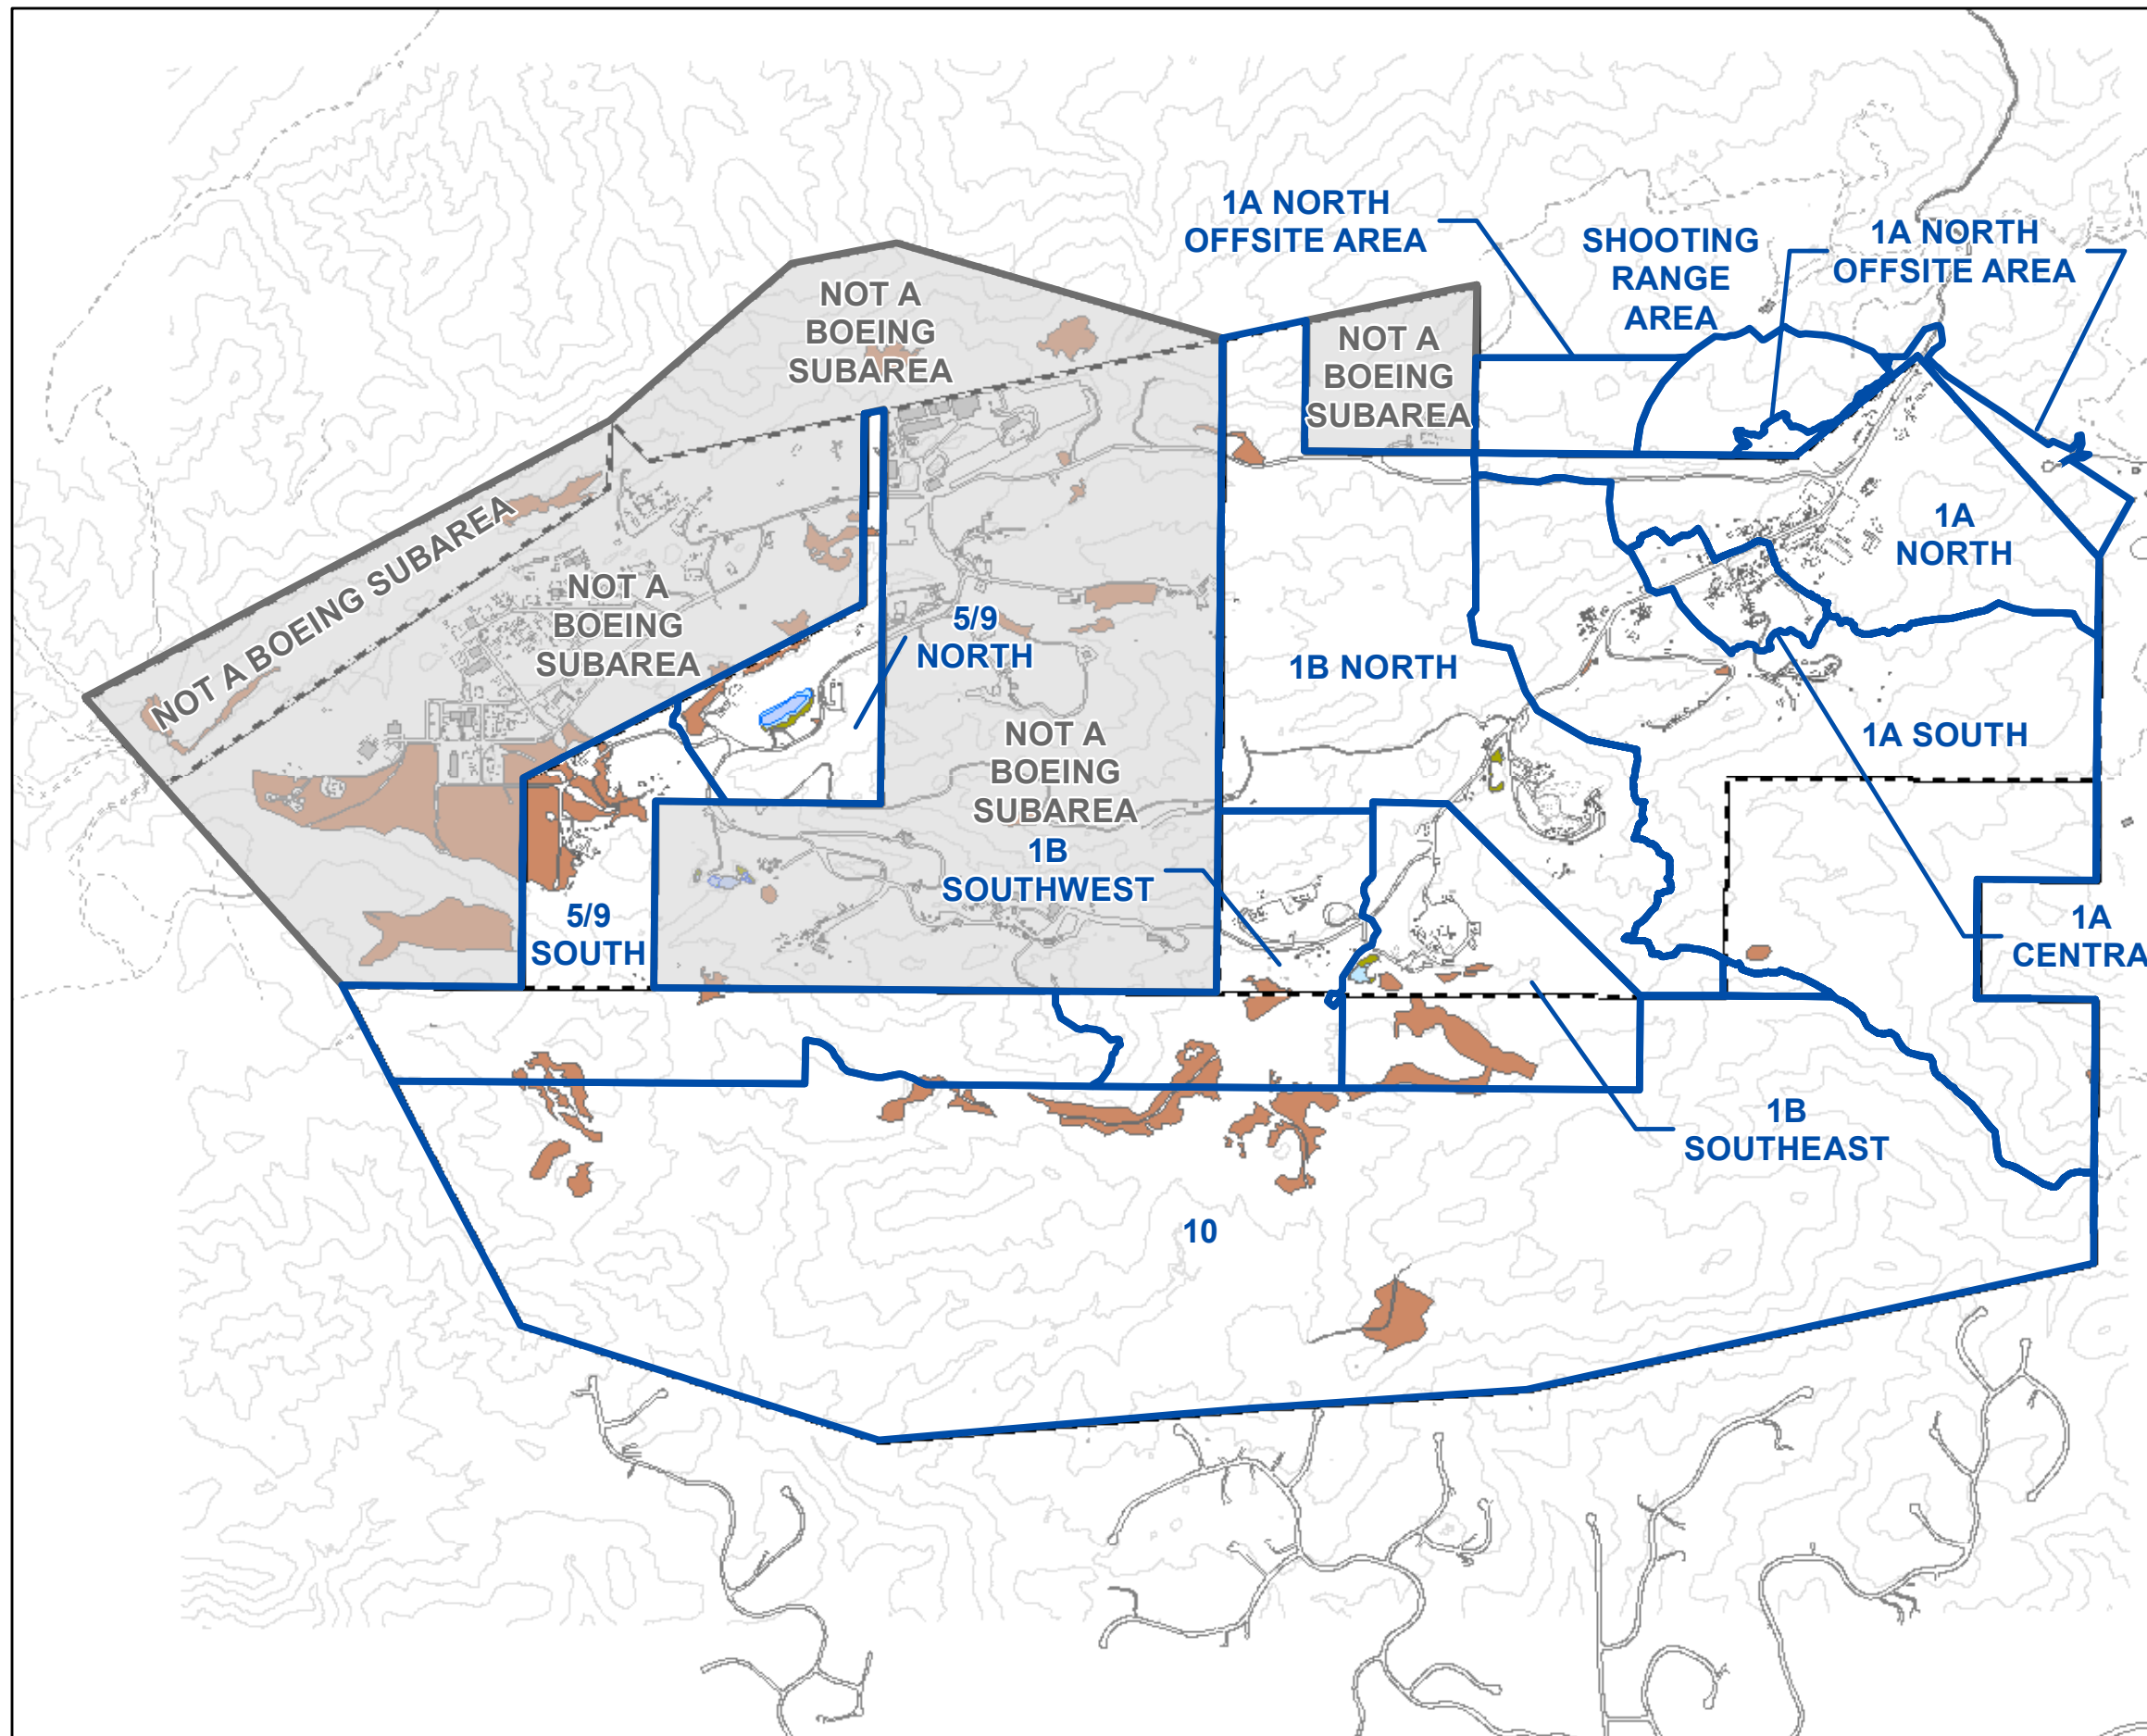 1A NORTH
OFFSITE AREA
SHOOTING
RANGE
AREA
1A NORTH
OFFSITE AREA
NOT A
BOEING
SUBAREA
NOT A
BOEING
SUBAREA
NOT A BOEING SUBAREA
NOT A
BOEING
SUBAREA
5/9
NORTH
1B NORTH
1A
NORTH
1A SOUTH
NOT A
BOEING
SUBAREA
1B
SOUTHWEST
5/9
SOUTH
1A
CENTRA
1B
SOUTHEAST
10